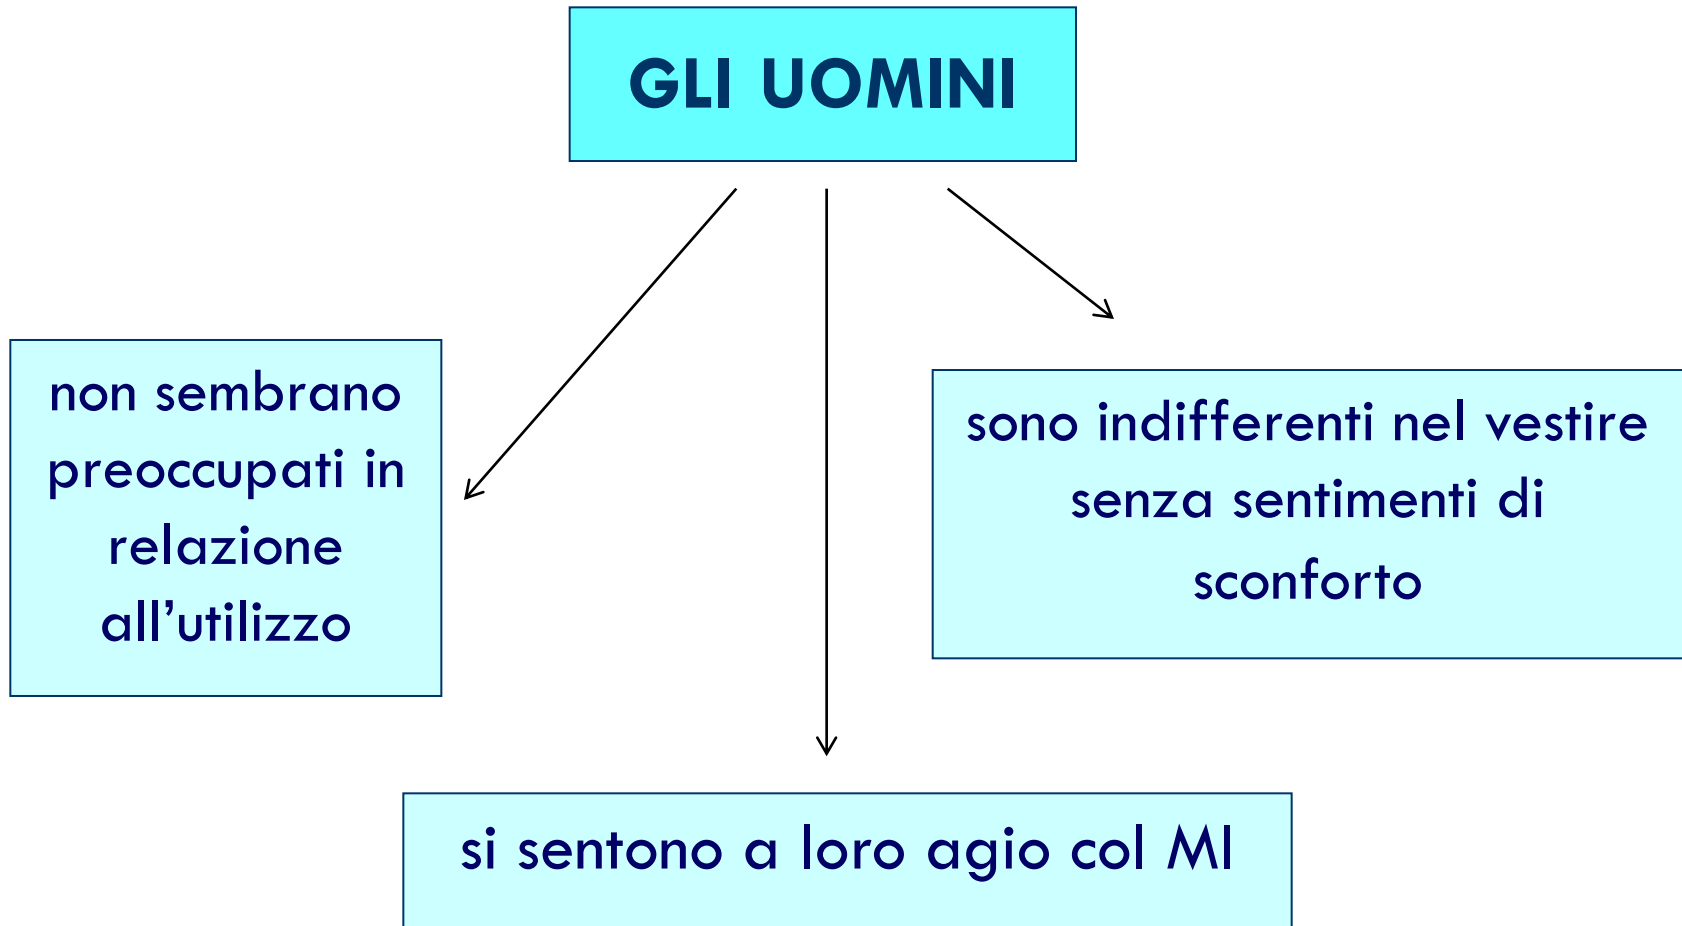 GLI UOMINI
non sembrano
preoccupati in
relazione
all’utilizzo
sono indifferenti nel vestire
senza sentimenti di
sconforto
si sentono a loro agio col MI